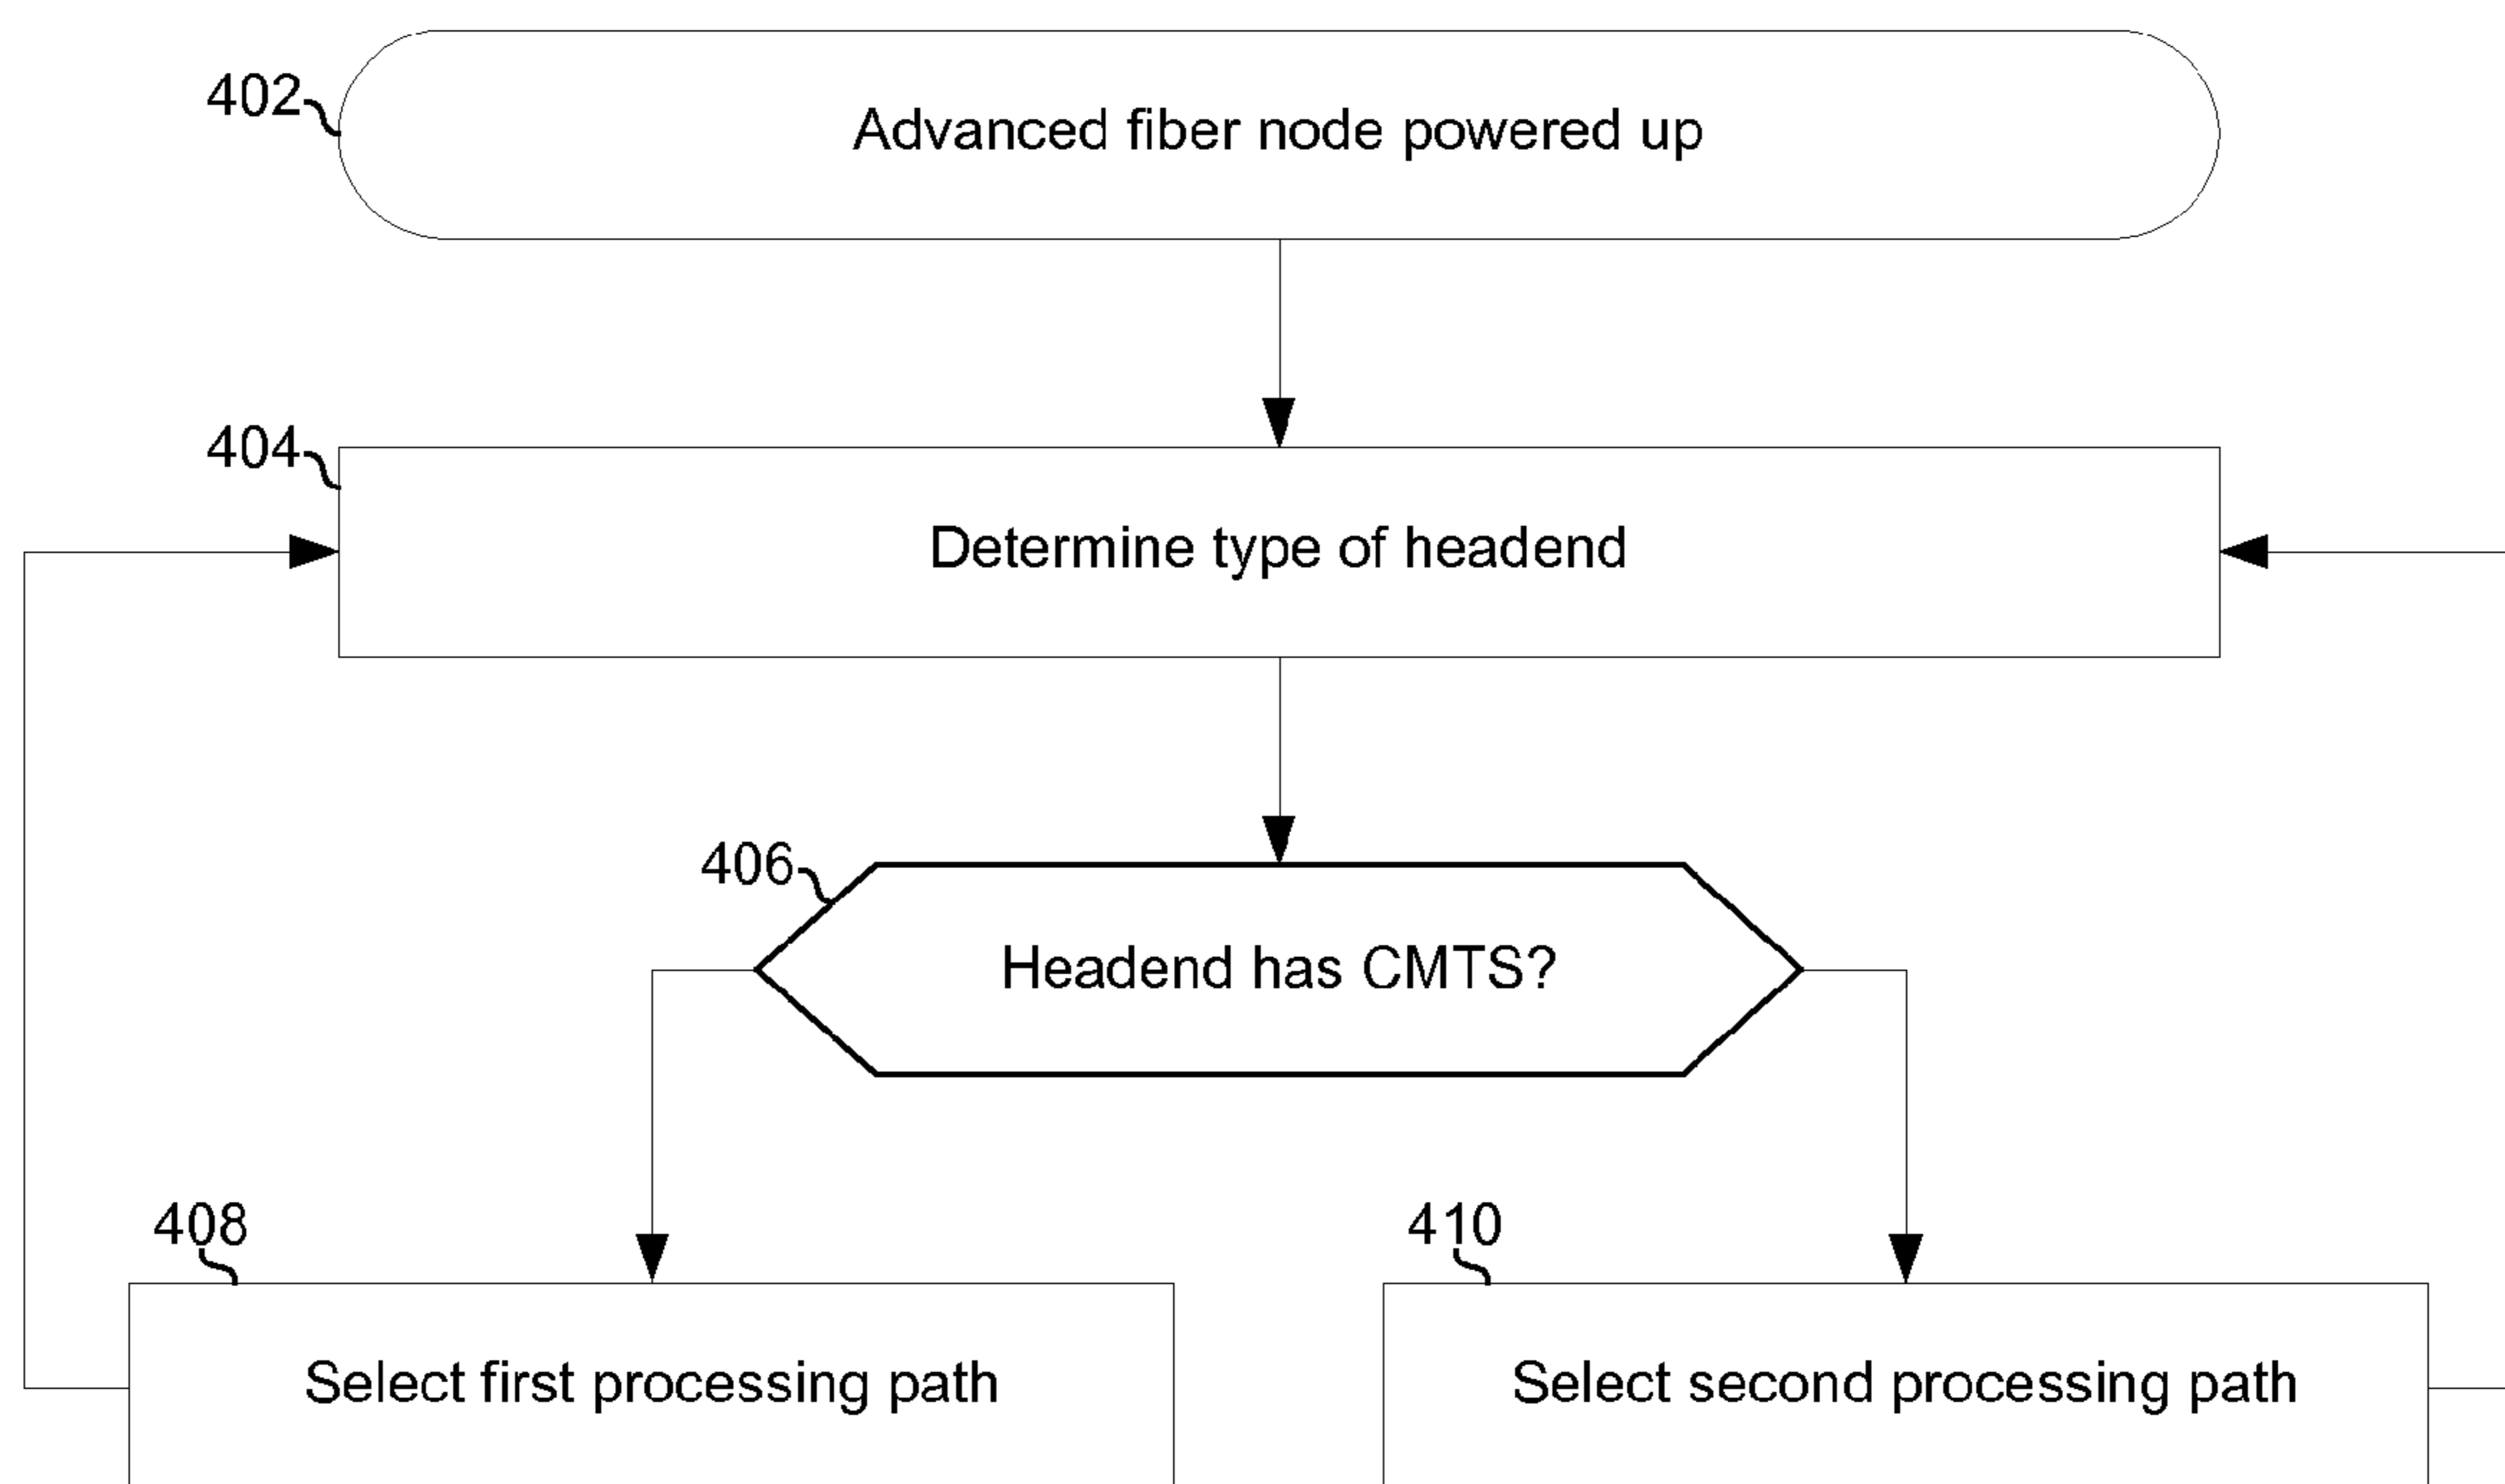 402
Advanced fiber node powered up
404
Determine type of headend
406
Headend has CMTS?
408
410
Select first processing path
Select second processing path